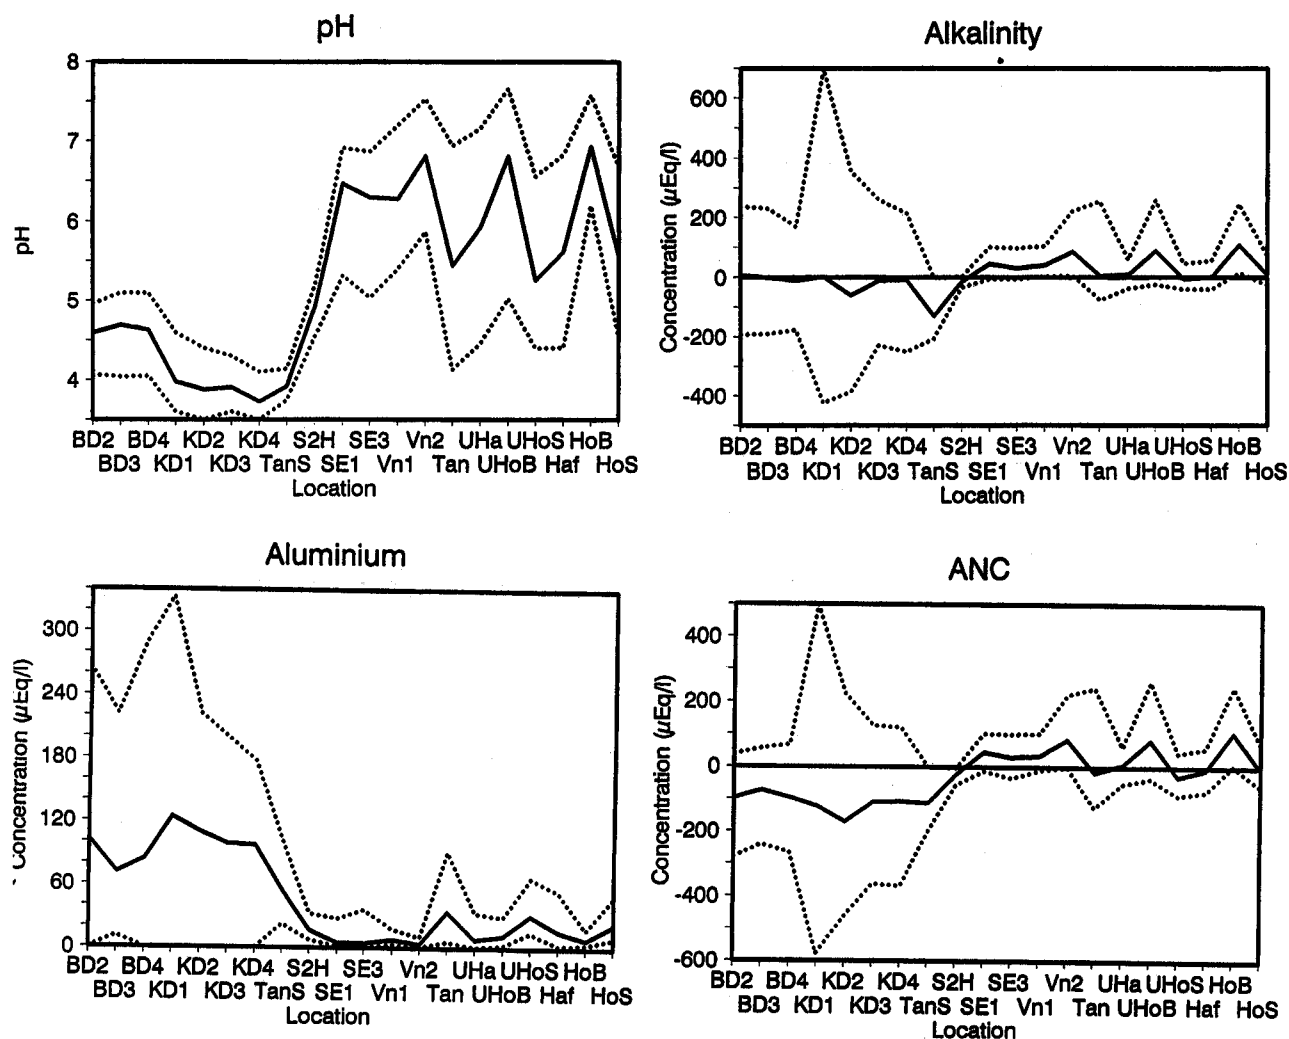 pH
8
7
6
5
4
pH
BD2 BD4 KD2 KD4 S2H SE3 Vn2 UHa UHoS HoB
BD3 KD1 KD3 TanS SE1 Vn1 Tan UHoB Haf HoS
Location
Alkalinity
600
400
200
0
-200
-400
Concentration (µEq/l)
BD2 BD4 KD2 KD4 S2H SE3 Vn2 UHa UHoS HoB
BD3 KD1 KD3 TanS SE1 Vn1 Tan UHoB Haf HoS
Location
Aluminium
300
240
180
120
60
0
Concentration (µEq/l)
BD2 BD4 KD2 KD4 S2H SE3 Vn2 UHa UHoS HoB
BD3 KD1 KD3 TanS SE1 Vn1 Tan UHoB Haf HoS
Location
ANC
400
200
0
-200
-400
-600
Concentration (µEq/l)
BD2 BD4 KD2 KD4 S2H SE3 Vn2 UHa UHoS HoB
BD3 KD1 KD3 TanS SE1 Vn1 Tan UHoB Haf HoS
Location